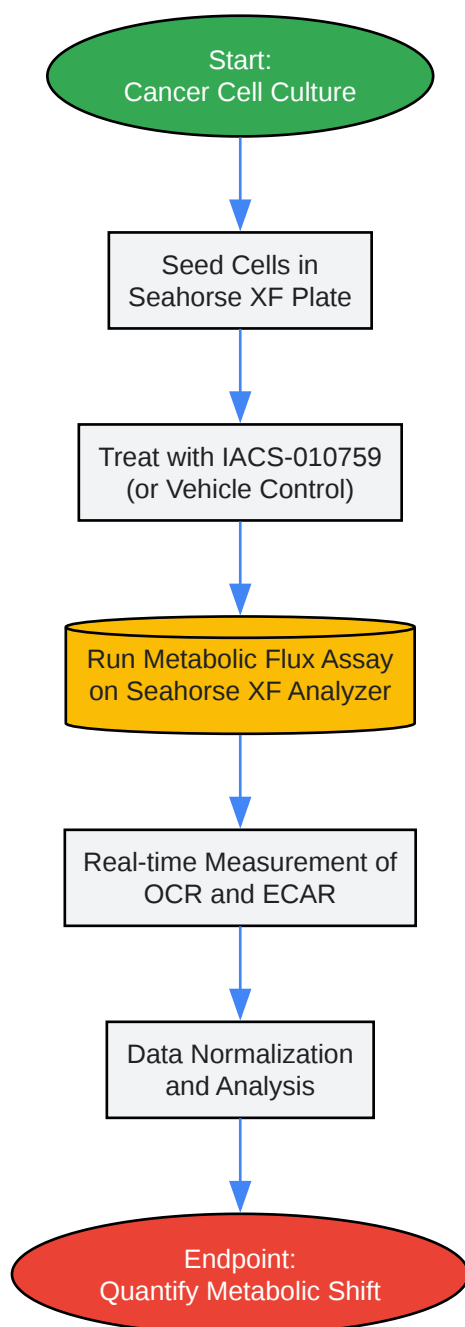 Start:
Cancer Cell Culture
Seed Cells in
Seahorse XF Plate
Treat with IACS-010759
(or Vehicle Control)
Run Metabolic Flux Assay
on Seahorse XF Analyzer
Real-time Measurement of
OCR and ECAR
Data Normalization
and Analysis
Endpoint:
Quantify Metabolic Shift